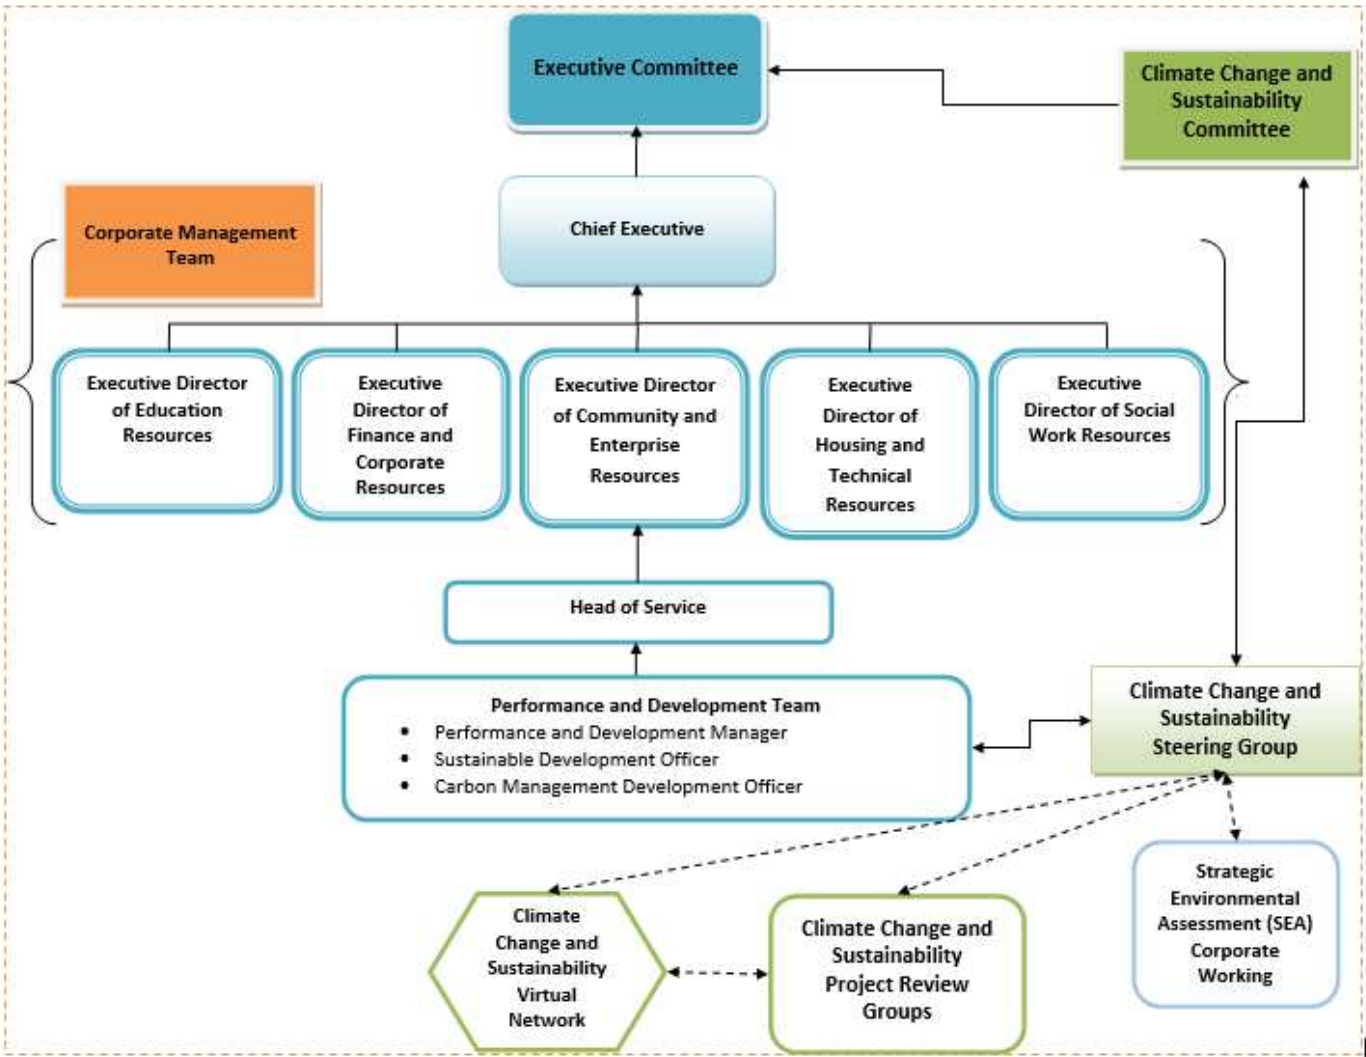 Executive Committee
Climate Change and
Sustainability
Committee
Corporate Management
Team
Chief Executive
Executive Director
of Education
Resources
Executive
Director of
Finance and
Corporate
Resources
Executive Director
of Community and
Enterprise
Resources
Executive
Director of
Housing and
Technical
Resources
Executive
Director of Social
Work Resources
Head of Service
Performance and Development Team
• Performance and Development Manager
• Sustainable Development Officer
• Carbon Management Development Officer
Climate Change and
Sustainability
Steering Group
Climate
Change and
Sustainability
Virtual
Network
Climate Change and
Sustainability
Project Review
Groups
Strategic
Environmental
Assessment (SEA)
Corporate
Working